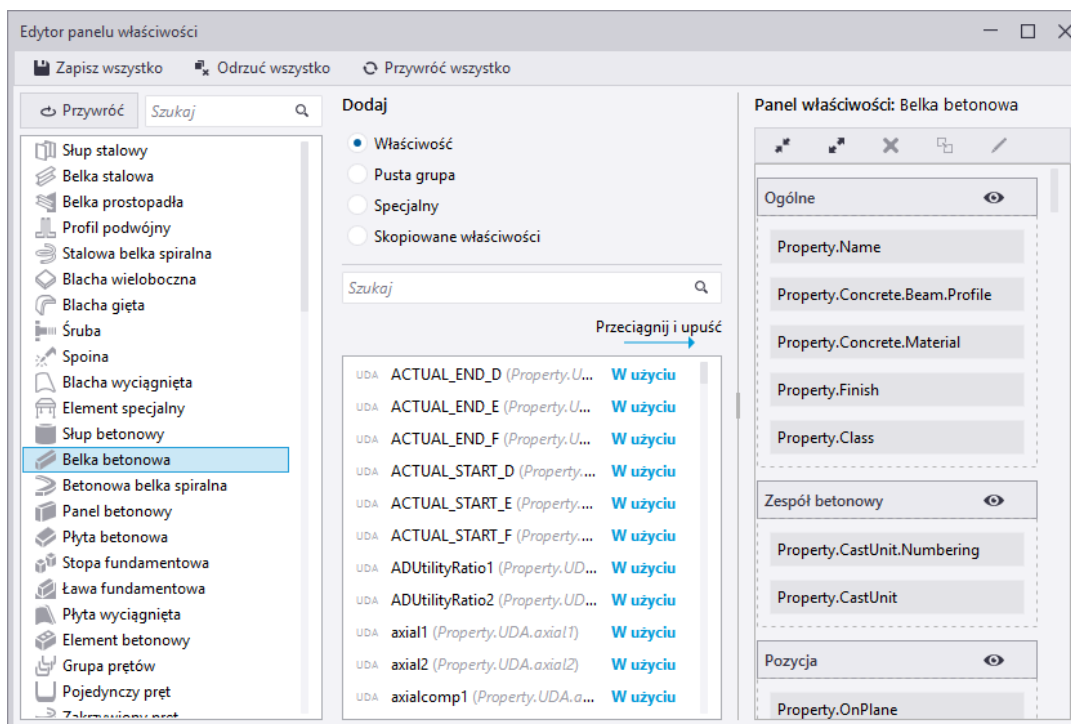 Edytor panelu właściwości
Zapisz wszystko Odrzuć wszystko Przywróć wszystko
Przywróć Szukaj
Słup stalowy
Belka stalowa
Belka prostopadła
Profil podwójny
Stalowa belka spiralna
Blacha wieloboczna
Blacha gięta
Śruba
Spoina
Blacha wyciągnięta
Element specjalny
Słup betonowy
Belka betonowa
Betonowa belka spiralna
Panel betonowy
Płyta betonowa
Stopa fundamentowa
Ława fundamentowa
Płyta wyciągnięta
Element betonowy
Grupa prętów
Pojedynczy pręt
Zakrzywiony pręt
Dodaj
Właściwość
Pusta grupa
Specjalny
Skopiowane właściwości
Szukaj
Przeciągnij i upuść
UDA ACTUAL_END_D (Property.U... W użyciu
UDA ACTUAL_END_E (Property.U... W użyciu
UDA ACTUAL_END_F (Property.U... W użyciu
UDA ACTUAL_START_D (Property.... W użyciu
UDA ACTUAL_START_E (Property.... W użyciu
UDA ACTUAL_START_F (Property.... W użyciu
UDA ADUtilityRatio1 (Property.UD... W użyciu
UDA ADUtilityRatio2 (Property.UD... W użyciu
UDA axial1 (Property.UDA.axial1) W użyciu
UDA axial2 (Property.UDA.axial2) W użyciu
UDA axialcomp1 (Property.UDA.a... W użyciu
Panel właściwości: Belka betonowa
Ogólne
Property.Name
Property.Concrete.Beam.Profile
Property.Concrete.Material
Property.Finish
Property.Class
Zespół betonowy
Property.CastUnit.Numbering
Property.CastUnit
Pozycja
Property.OnPlane